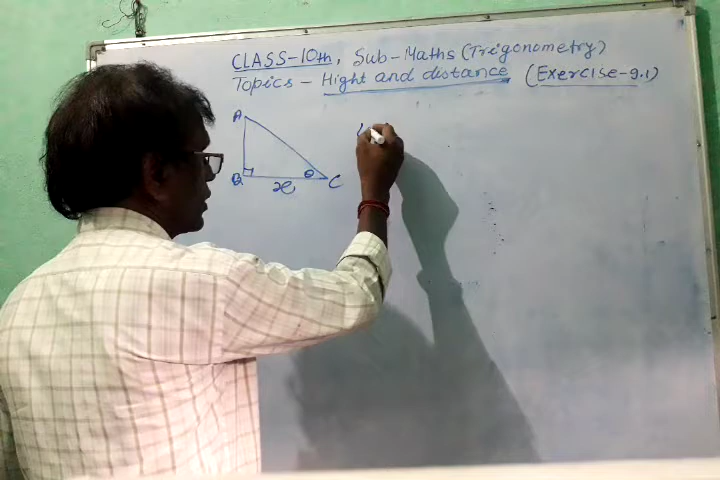 CLASS-10th, Sub-Maths (Trigonometry)
Topics - Hight and distance (Exercise-9.1)
A
B
θ
C
x